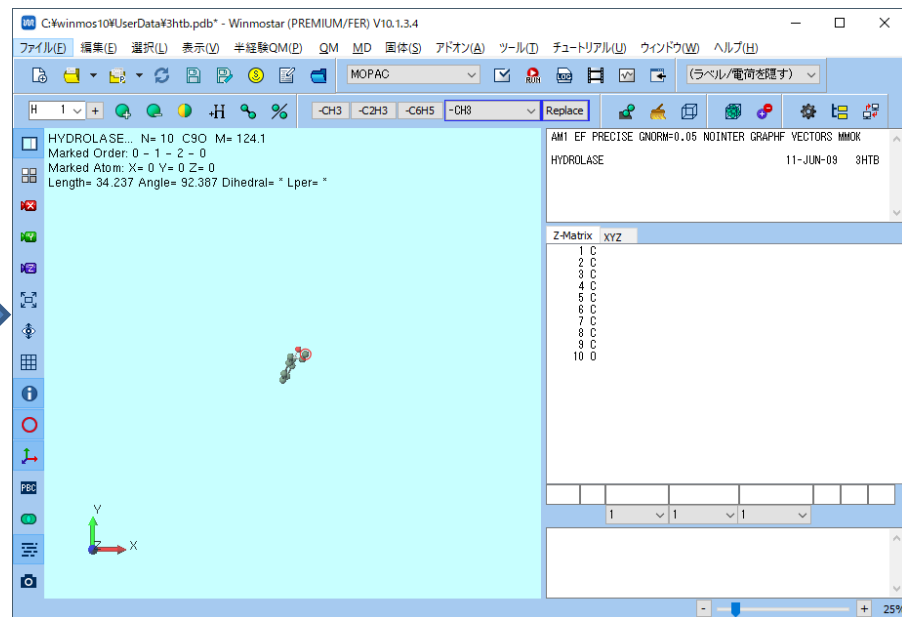 C:¥winmos10¥UserData¥3htb.pdb* - Winmostar (PREMIUM/FER) V10.1.3.4
ファイル(F) 編集(E) 選択(L) 表示(V) 半経験QM(P) QM MD 固体(S) アドオン(A) ツール(T) チュートリアル(U) ウィンドウ(W) ヘルプ(H)
MOPAC RUN LOG (ラベル/電荷を隠す)
H 1 + +H -CH3 -C2H3 -C6H5 -CH3 Replace
HYDROLASE... N= 10 C9O M= 124.1
Marked Order: 0 - 1 - 2 - 0
Marked Atom: X= 0 Y= 0 Z= 0
Length= 34.237 Angle= 92.387 Dihedral= * Lper= *
AM1 EF PRECISE GNORM=0.05 NOINTER GRAPHF VECTORS MMOK
HYDROLASE 11-JUN-09 3HTB
Z-Matrix XYZ
1 C
2 C
3 C
4 C
5 C
6 C
7 C
8 C
9 C
10 O
1 1 1
X
Y
Z
PBC
Y
Z X
- + 25%